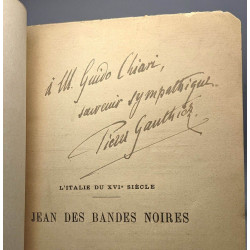 à M. Guido Chiari,
souvenir sympathique.
Pierre Gauthiez
L'ITALIE DU XVIe SIÈCLE
JEAN DES BANDES NOIRES